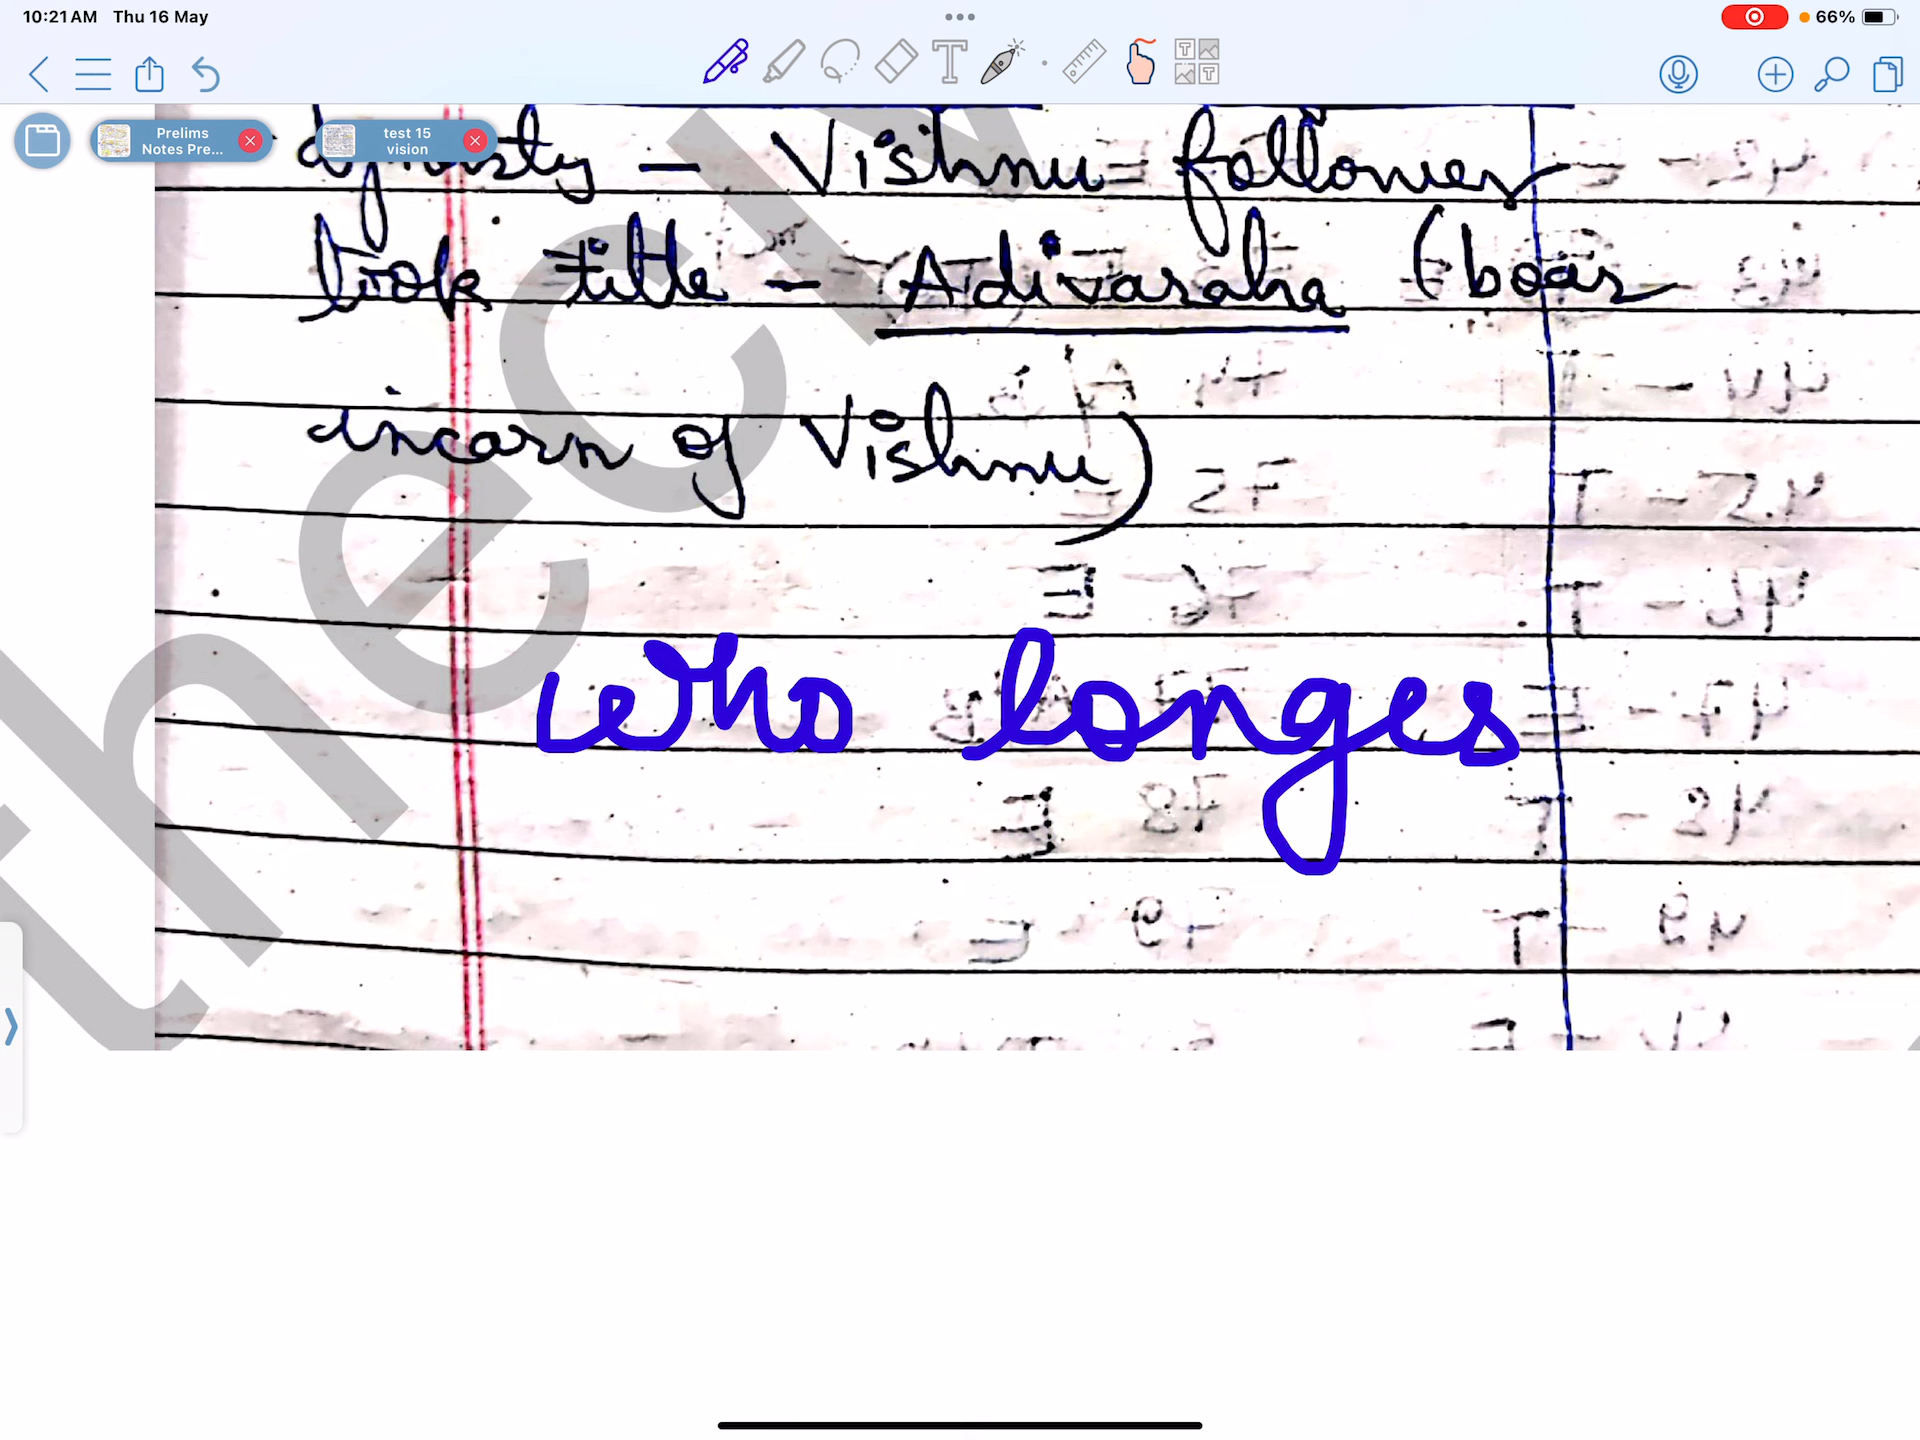 10:21 AM Thu 16 May
66%
Prelims
Notes Pre...
test 15
vision
dynasty - Vishnu follower
took title - Adivaraha (boar
incarn of Vishnu)
who longes
thec